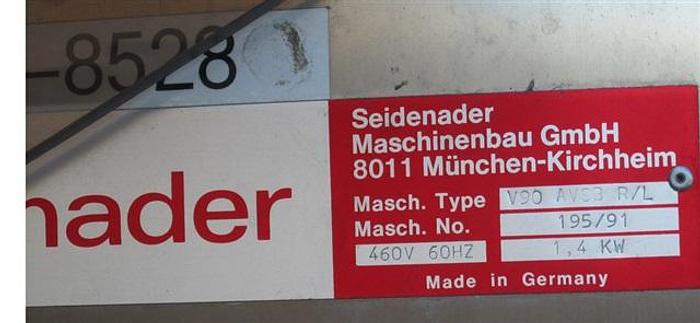 -8528
nader
Seidenader
Maschinenbau GmbH
8011 München-Kirchheim
Masch. Type V90 AVSB R/L
Masch. No. 195/91
460V 60HZ 1,4 KW
Made in Germany